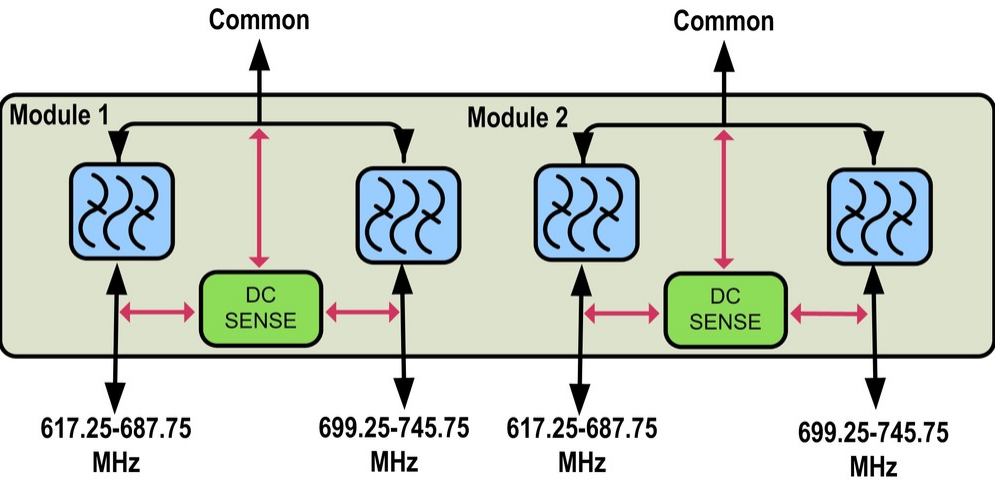 Common
Common
Module 1
Module 2
DC
SENSE
DC
SENSE
617.25-687.75
MHz
699.25-745.75
MHz
617.25-687.75
MHz
699.25-745.75
MHz